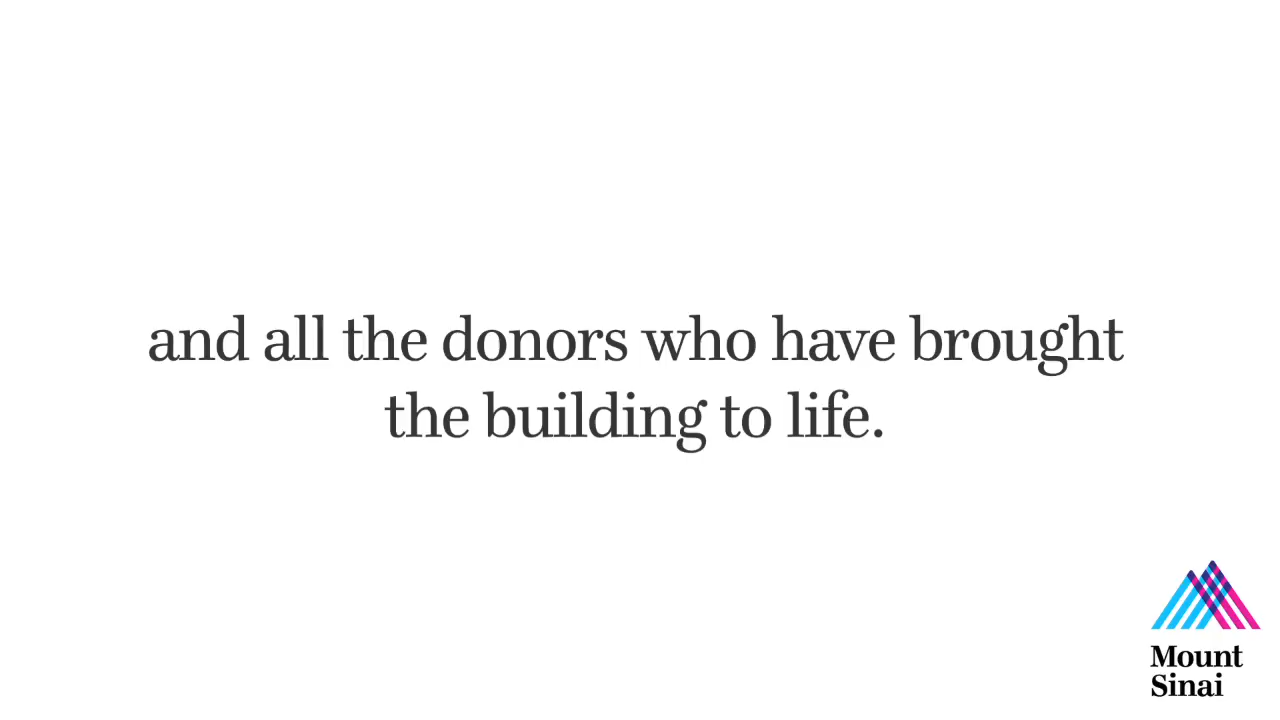 and all the donors who have brought
the building to life.
Mount
Sinai